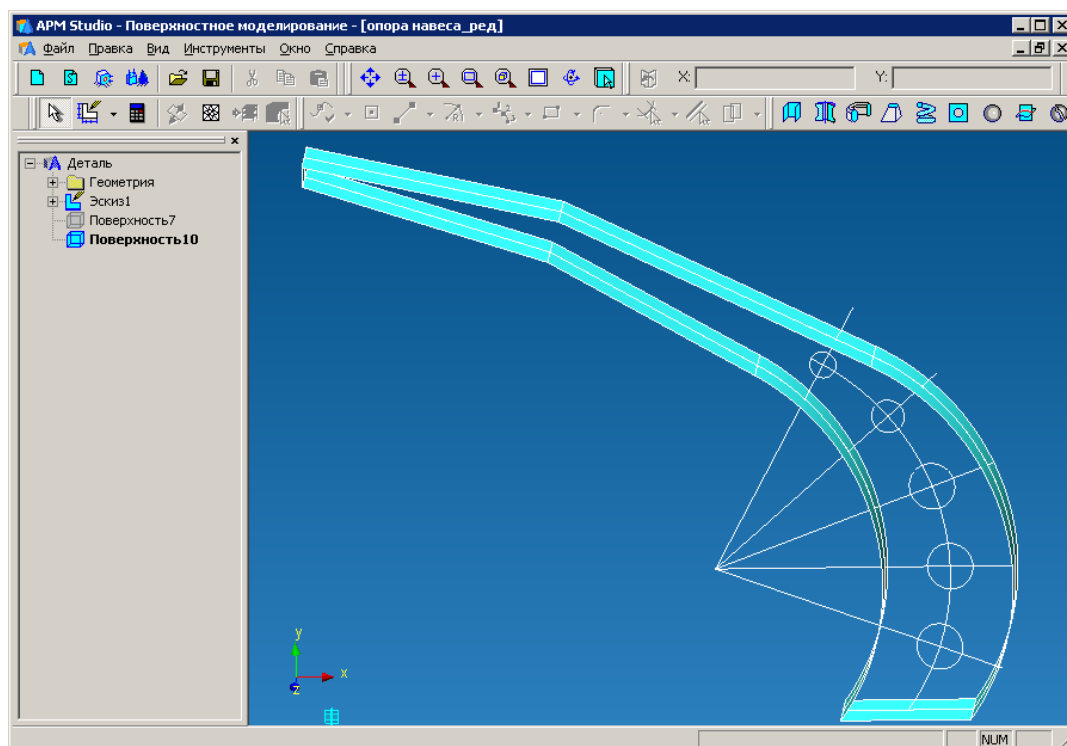 APM Studio - Поверхностное моделирование - [опора навеса_ред]
Файл Правка Вид Инструменты Окно Справка
X: Y:
Деталь
Геометрия
Эскиз1
Поверхность7
Поверхность10
y
x
z
NUM